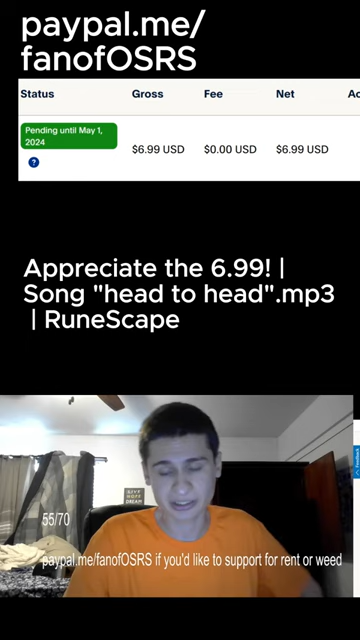 paypal.me/
fanofOSRS
Status Gross Fee Net
Pending until May 1,
2024
?
$6.99 USD $0.00 USD $6.99 USD
Appreciate the 6.99! |
Song "head to head".mp3
| RuneScape
Feedback
DREAM
55/70
paypal.me/fanofOSRS if you'd like to support for rent or weed